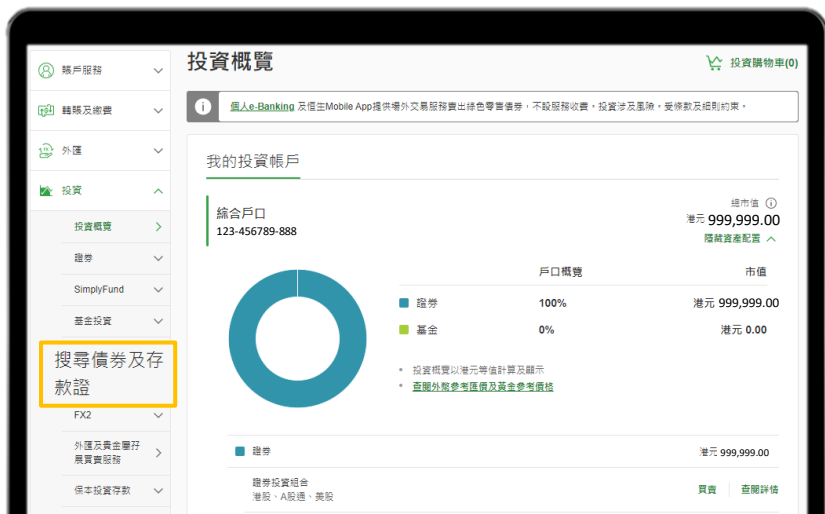 投資概覽
投資購物車(0)
賬戶服務
轉賬及繳費
外匯
投資
投資概覽
證券
SimplyFund
基金投資
搜尋債券及存
款證
FX2
外匯及貴金屬孖
展買賣服務
保本投資存款
個人e-Banking 及恒生Mobile App提供場外交易服務賣出綠色零售債券，不設服務收費。投資涉及風險，受條款及細則約束。
我的投資帳戶
綜合戶口
123-456789-888
總市值
港元 999,999.00
隱藏資產配置
戶口概覽 市值
證券 100% 港元 999,999.00
基金 0% 港元 0.00
• 投資概覽以港元等值計算及顯示
• 查閱外幣參考匯價及黃金參考價格
證券 港元 999,999.00
證券投資組合
港股、A股通、美股
買賣 查閱詳情